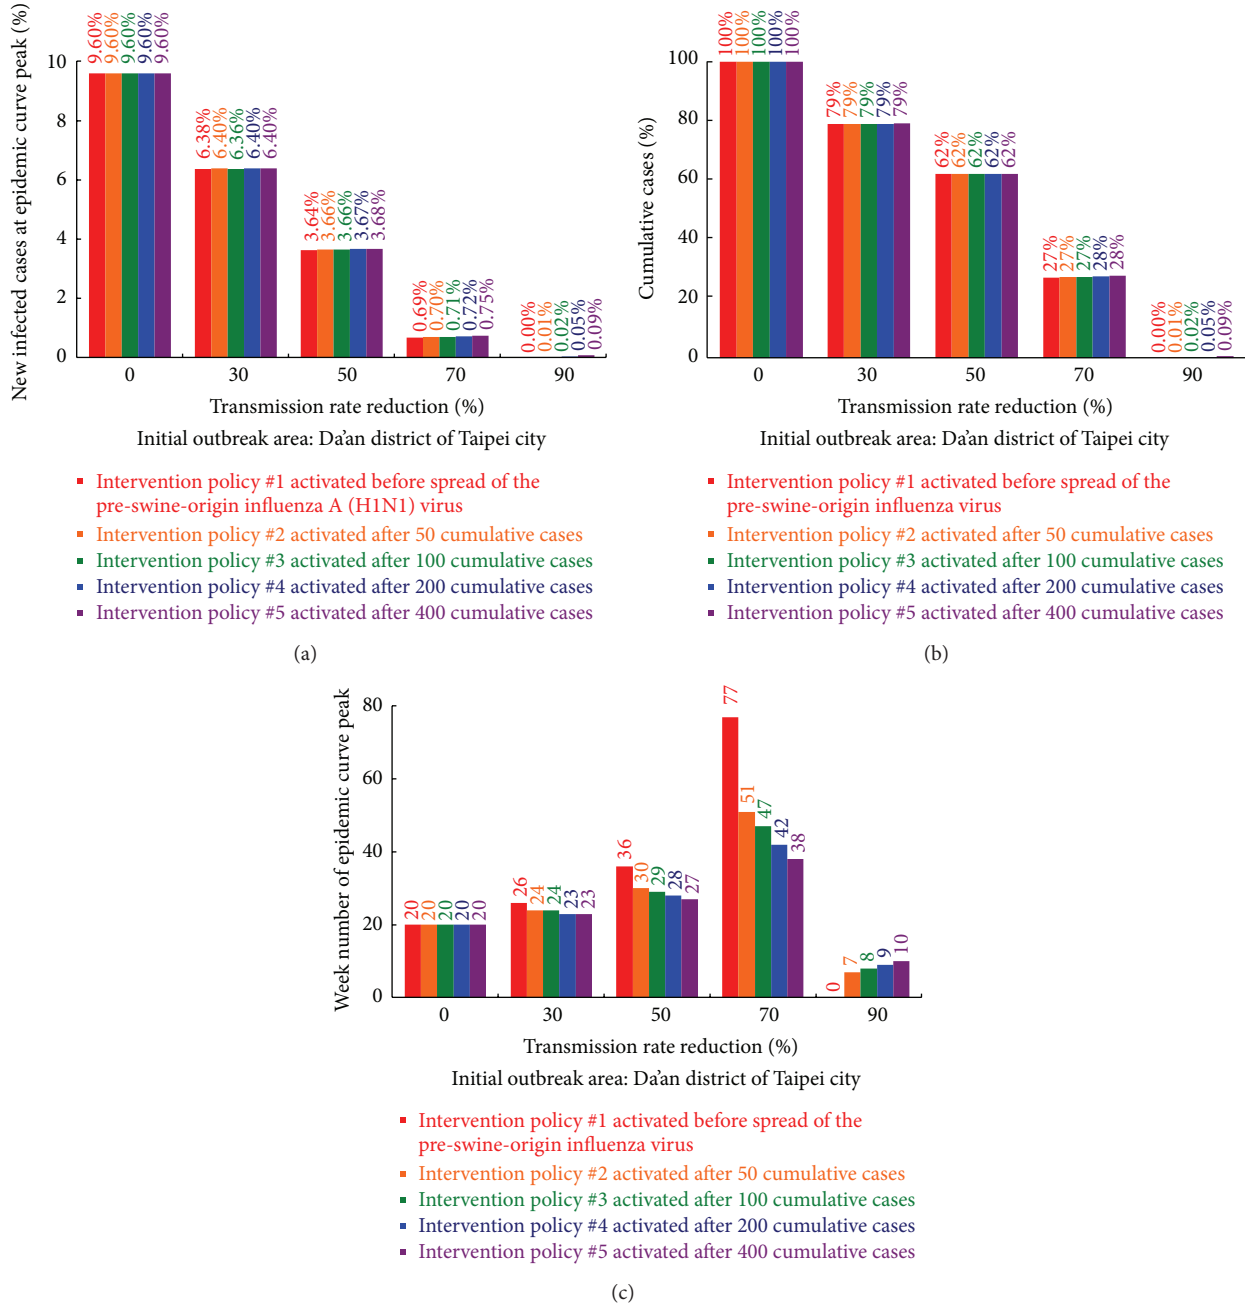 9.60% 9.60% 9.60% 9.60% 9.60%
6.38% 6.40% 6.36% 6.40% 6.40%
3.64% 3.66% 3.66% 3.67% 3.68%
0.69% 0.70% 0.71% 0.72% 0.75%
0.00% 0.01% 0.02% 0.05% 0.09%
New infected cases at epidemic curve peak (%)
10
8
6
4
2
0
0 30 50 70 90
Transmission rate reduction (%)
Initial outbreak area: Da'an district of Taipei city
Intervention policy #1 activated before spread of the
pre-swine-origin influenza A (H1N1) virus
Intervention policy #2 activated after 50 cumulative cases
Intervention policy #3 activated after 100 cumulative cases
Intervention policy #4 activated after 200 cumulative cases
Intervention policy #5 activated after 400 cumulative cases
(a)
100% 100% 100% 100% 100%
79% 79% 79% 79% 79%
62% 62% 62% 62% 62%
27% 27% 27% 28% 28%
0.00% 0.01% 0.02% 0.05% 0.09%
Cumulative cases (%)
100
80
60
40
20
0
0 30 50 70 90
Transmission rate reduction (%)
Initial outbreak area: Da'an district of Taipei city
Intervention policy #1 activated before spread of the
pre-swine-origin influenza virus
Intervention policy #2 activated after 50 cumulative cases
Intervention policy #3 activated after 100 cumulative cases
Intervention policy #4 activated after 200 cumulative cases
Intervention policy #5 activated after 400 cumulative cases
(b)
20 20 20 20 20
26 24 24 23 23
36 30 29 28 27
77 51 47 42 38
0 7 8 9 10
Week number of epidemic curve peak
80
60
40
20
0
0 30 50 70 90
Transmission rate reduction (%)
Initial outbreak area: Da'an district of Taipei city
Intervention policy #1 activated before spread of the
pre-swine-origin influenza virus
Intervention policy #2 activated after 50 cumulative cases
Intervention policy #3 activated after 100 cumulative cases
Intervention policy #4 activated after 200 cumulative cases
Intervention policy #5 activated after 400 cumulative cases
(c)